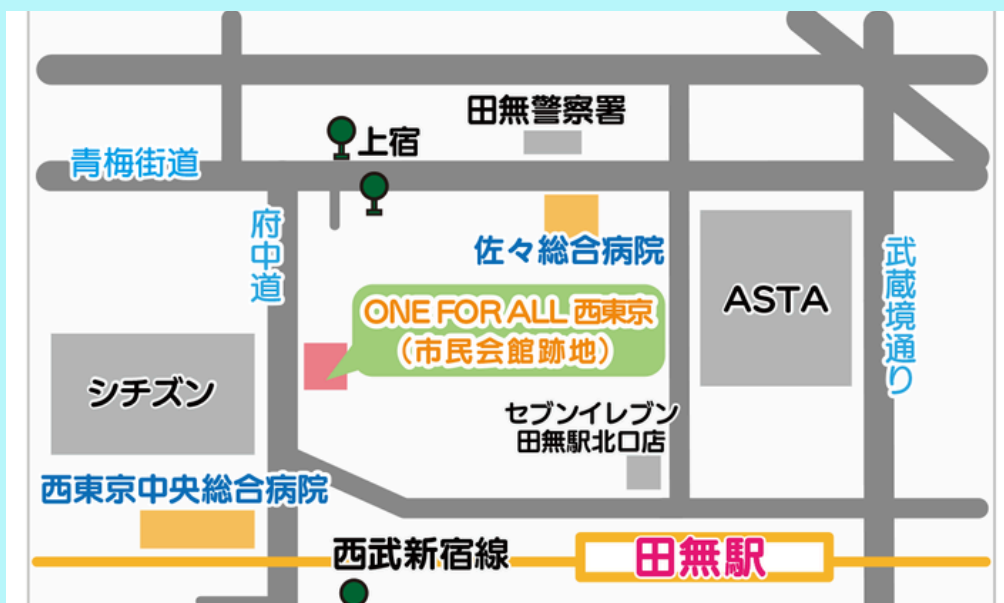 田無警察署
上宿
青梅街道
府中道
佐々総合病院
武蔵境通り
ASTA
ONE FOR ALL 西東京
（市民会館跡地）
シチズン
セブンイレブン
田無駅北口店
西東京中央総合病院
西武新宿線
田無駅